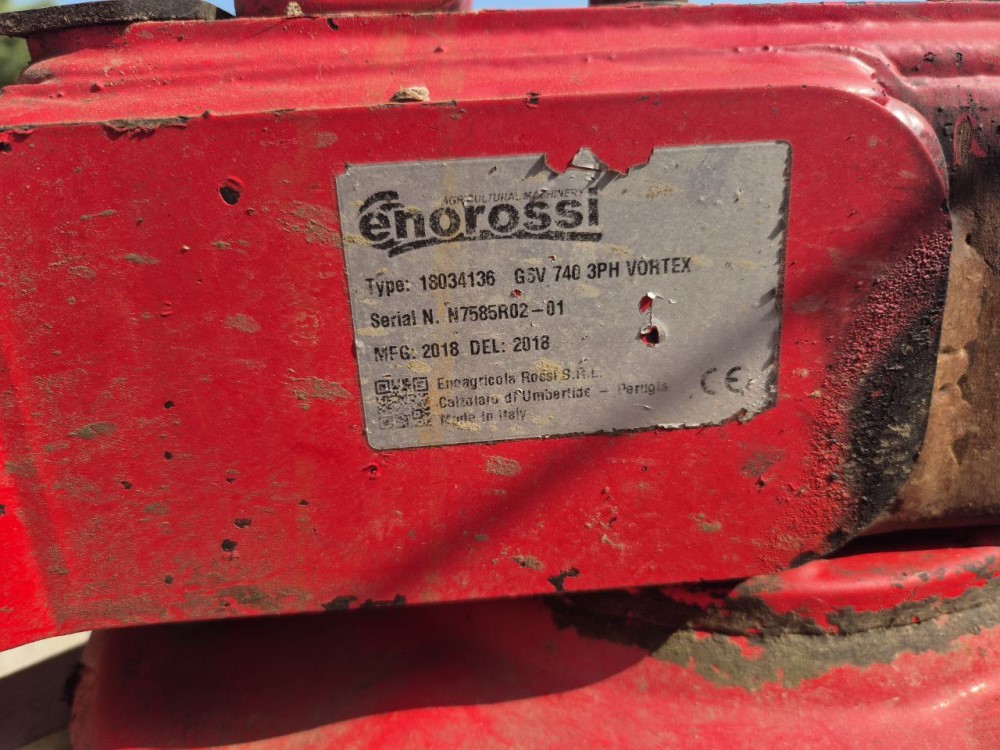 AGRICULTURAL MACHINERY
enorossi
Type: 18034136 GSV 740 3PH VORTEX
Serial N. N7585R02-01
MFG: 2018 DEL: 2018
Enoagricola Rossi S.R.L.
Calzolaro di Umbertide - Perugia
Made in Italy
CE